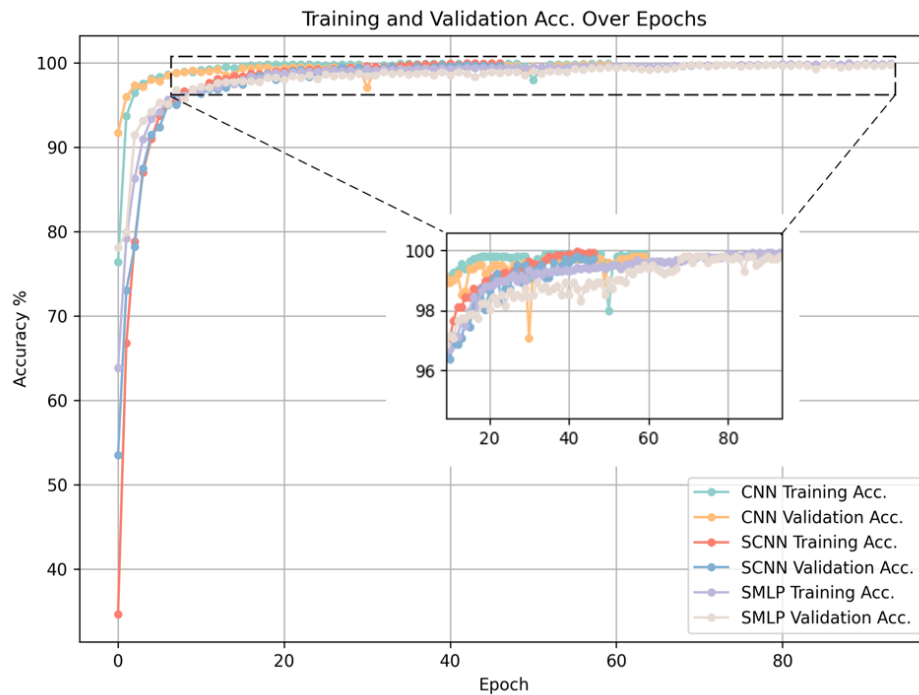 Training and Validation Acc. Over Epochs
Accuracy %
100
90
80
70
60
50
40
0
20
40
60
80
Epoch
100
98
96
20
40
60
80
CNN Training Acc.
CNN Validation Acc.
SCNN Training Acc.
SCNN Validation Acc.
SMLP Training Acc.
SMLP Validation Acc.